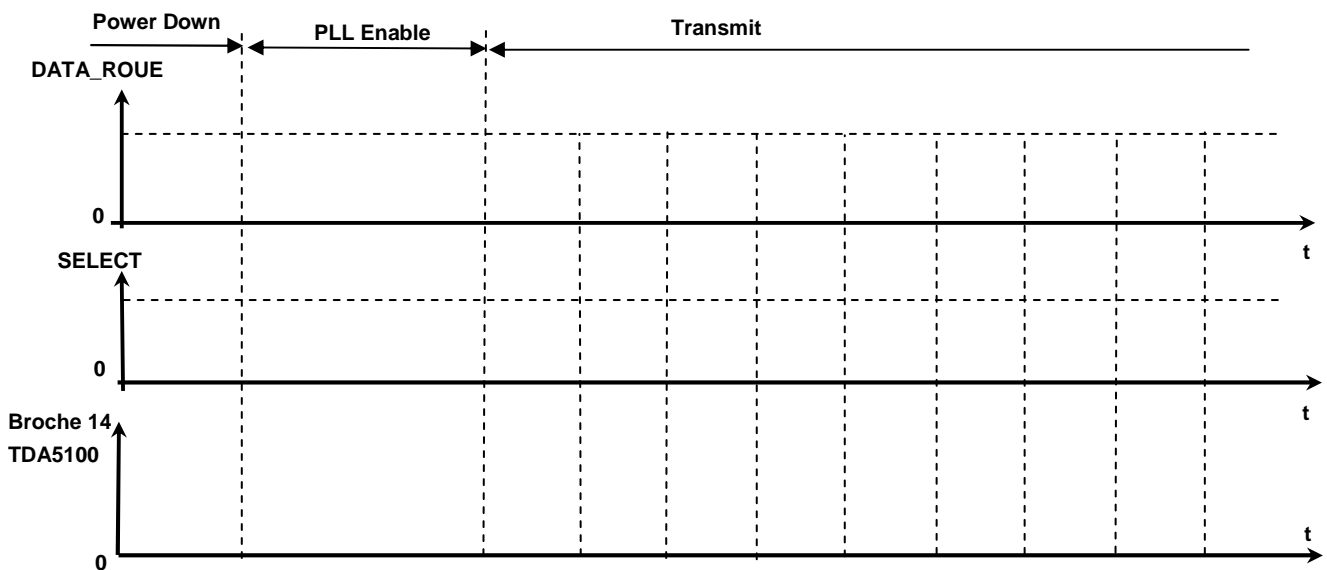 Power Down
PLL Enable
Transmit
DATA_ROUE
0
t
SELECT
0
t
Broche 14
TDA5100
t
0